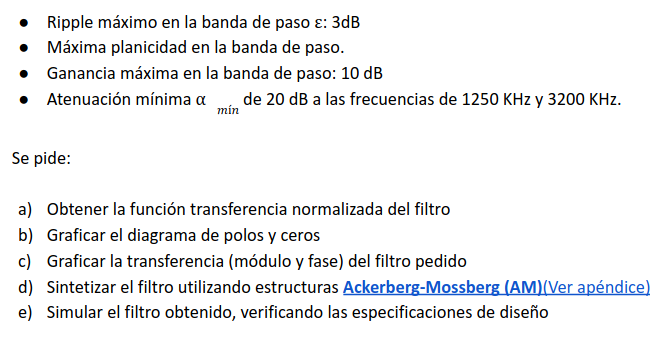 ● Ripple máximo en la banda de paso ε: 3dB
● Máxima planicidad en la banda de paso.
● Ganancia máxima en la banda de paso: 10 dB
● Atenuación mínima α mín de 20 dB a las frecuencias de 1250 KHz y 3200 KHz.
Se pide:
a) Obtener la función transferencia normalizada del filtro
b) Graficar el diagrama de polos y ceros
c) Graficar la transferencia (módulo y fase) del filtro pedido
d) Sintetizar el filtro utilizando estructuras Ackerberg-Mossberg (AM)(Ver apéndice)
e) Simular el filtro obtenido, verificando las especificaciones de diseño